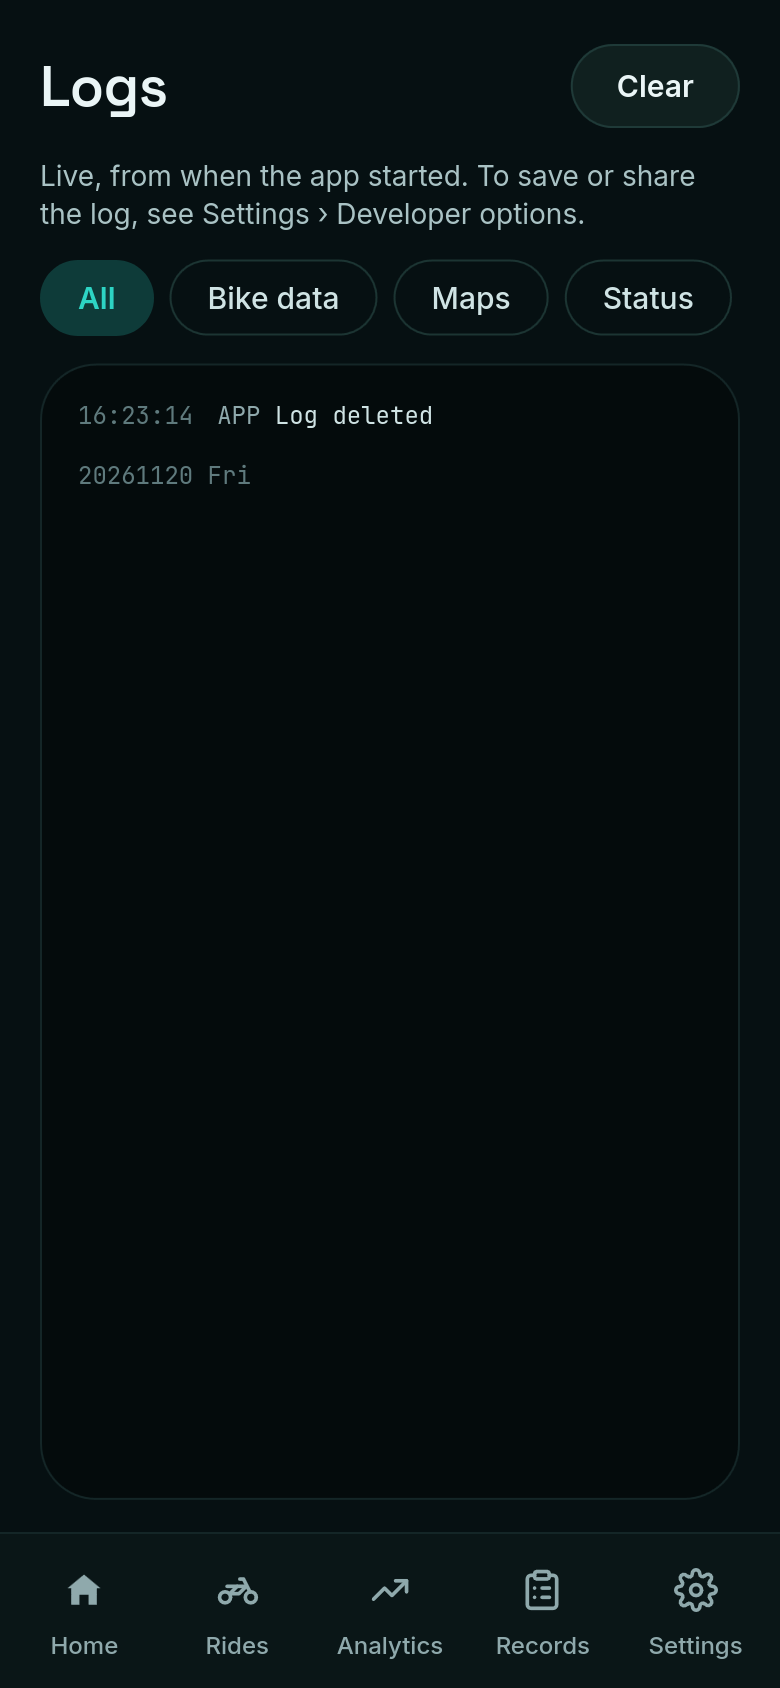 Logs
Clear
Live, from when the app started. To save or share
the log, see Settings › Developer options.
All
Bike data
Maps
Status
16:23:14 APP Log deleted
20261120 Fri
Home
Rides
Analytics
Records
Settings